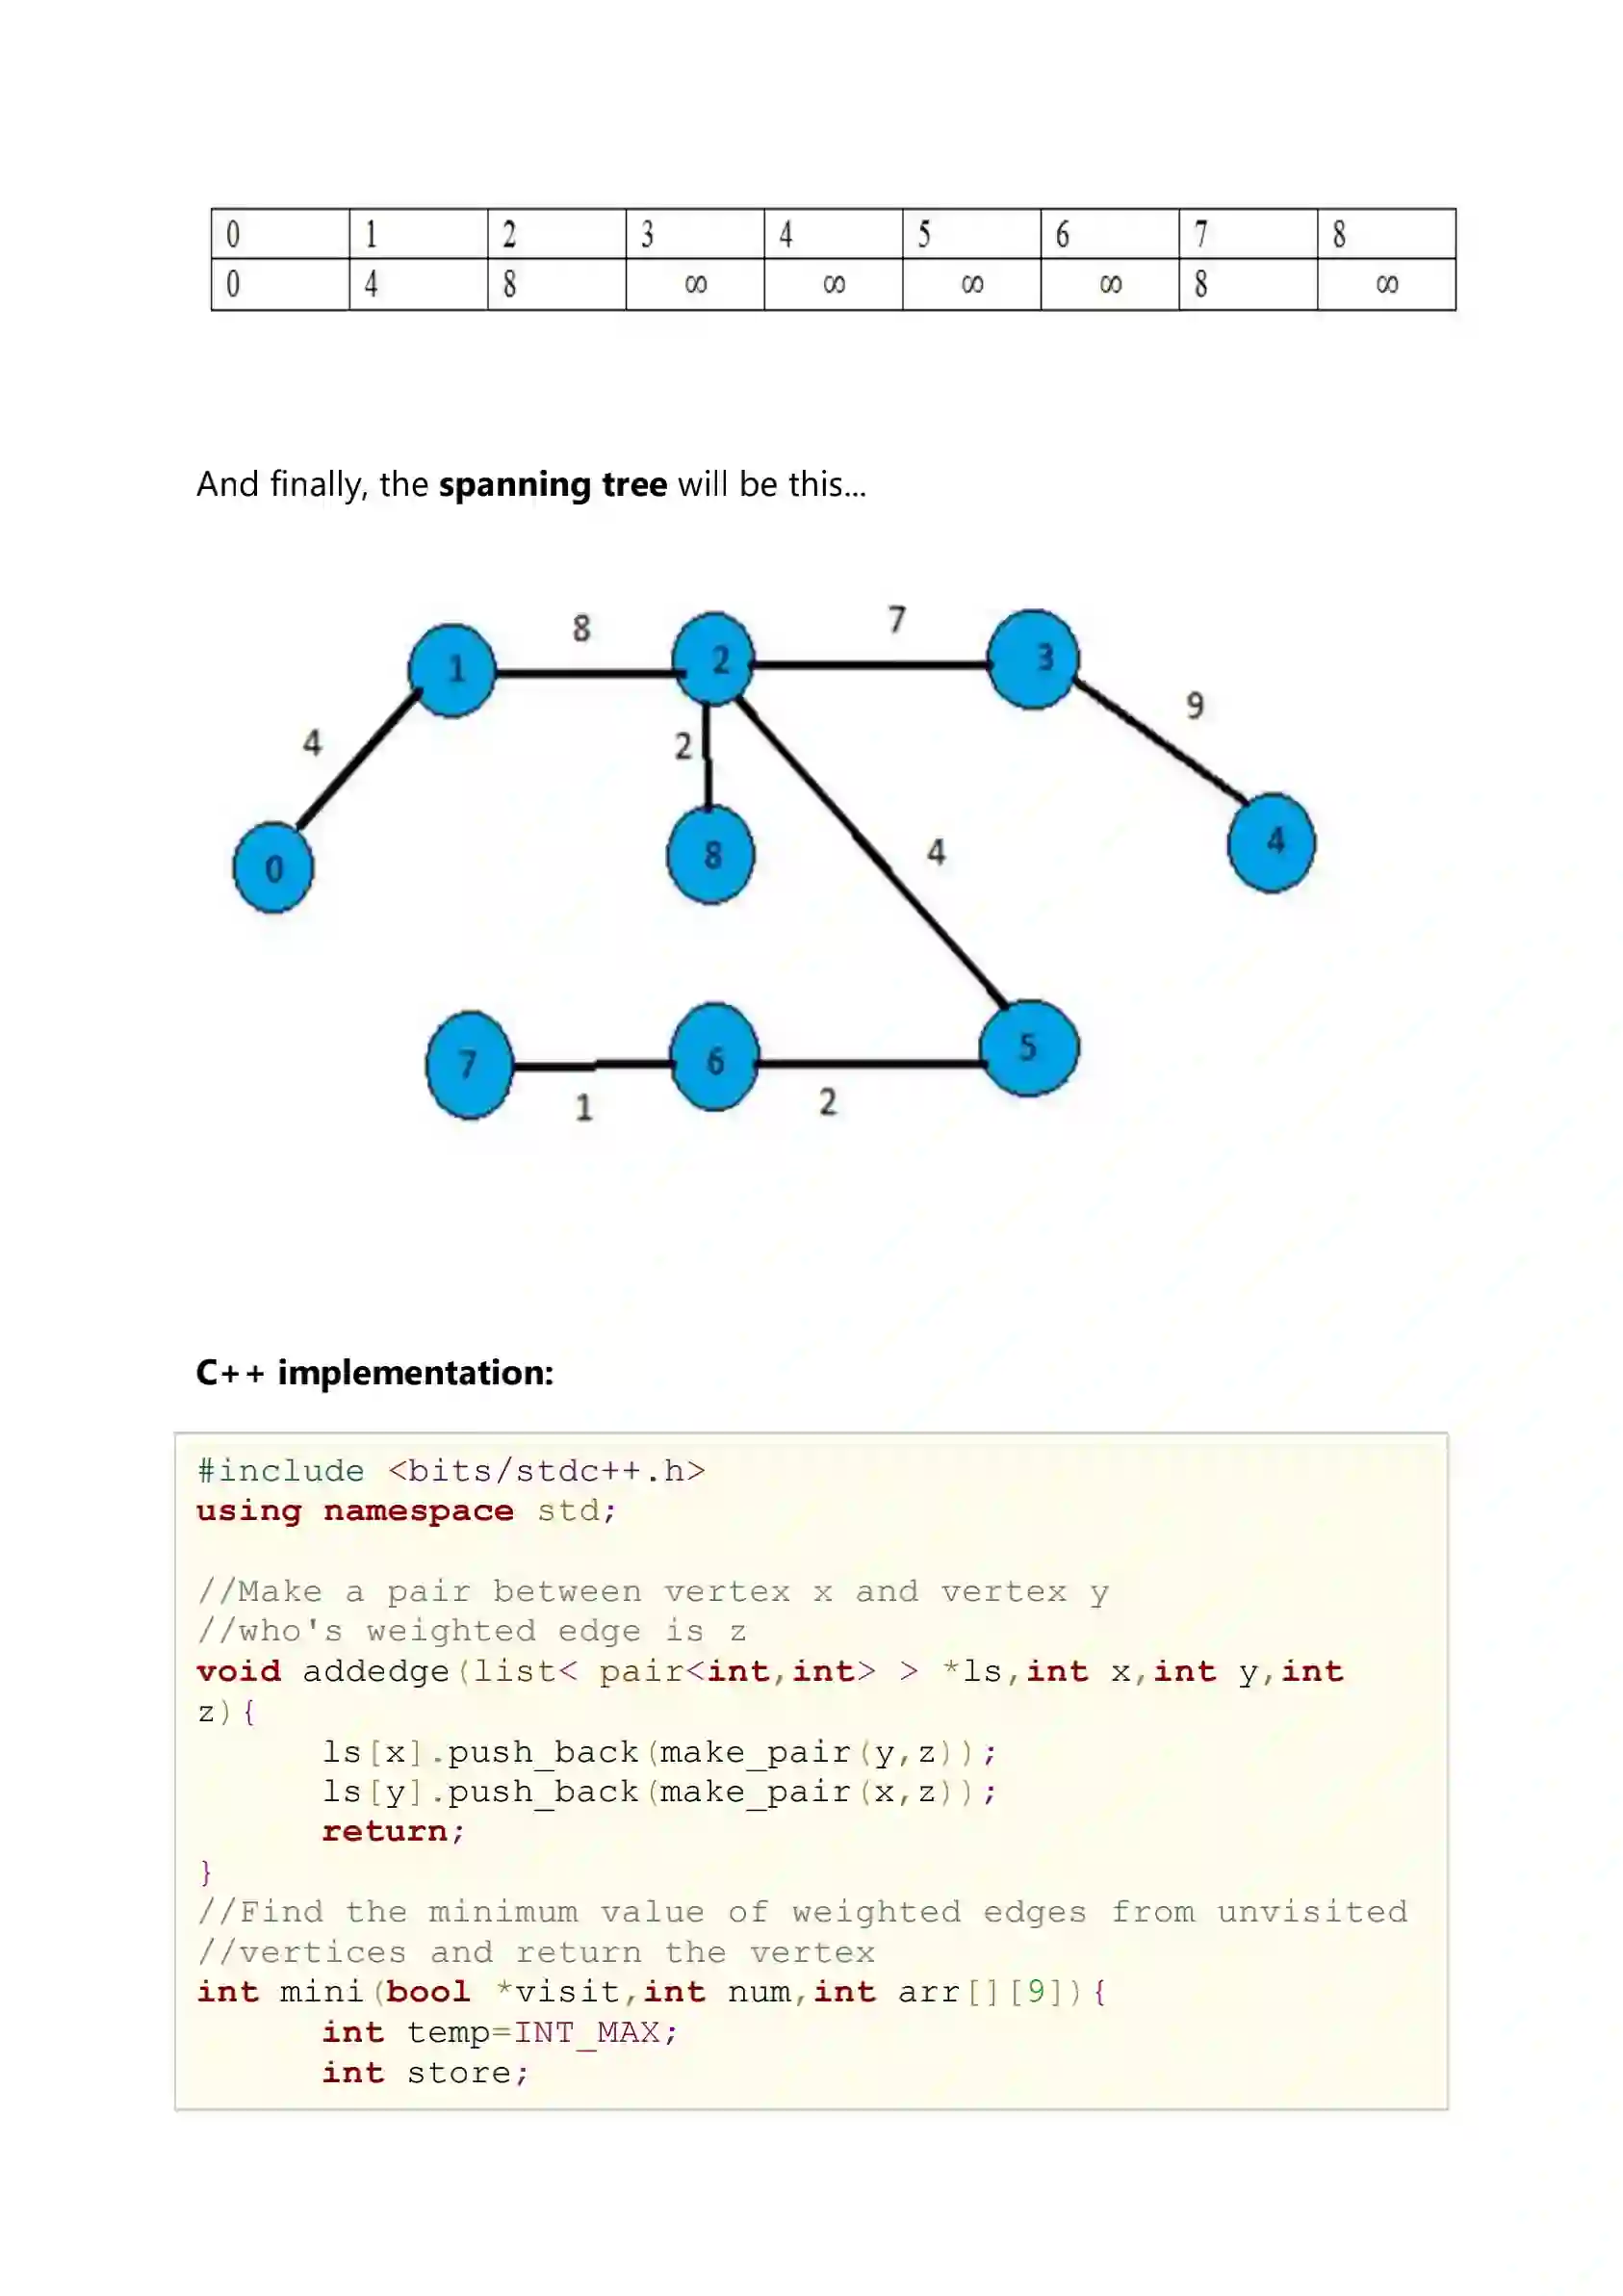 0 1 2 3 4 5 6 7 8
0 4 8 ∞ ∞ ∞ ∞ 8 ∞
And finally, the spanning tree will be this...
8
7
1
2
3
9
4
2
4
8
4
0
5
7
6
1
2
C++ implementation:
#include <bits/stdc++.h>
using namespace std;
//Make a pair between vertex x and vertex y
//who's weighted edge is z
void addedge(list< pair<int,int> > *ls,int x,int y,int
z){
ls[x].push_back(make_pair(y,z));
ls[y].push_back(make_pair(x,z));
return;
}
//Find the minimum value of weighted edges from unvisited
//vertices and return the vertex
int mini(bool *visit,int num,int arr[][9]){
int temp=INT_MAX;
int store;